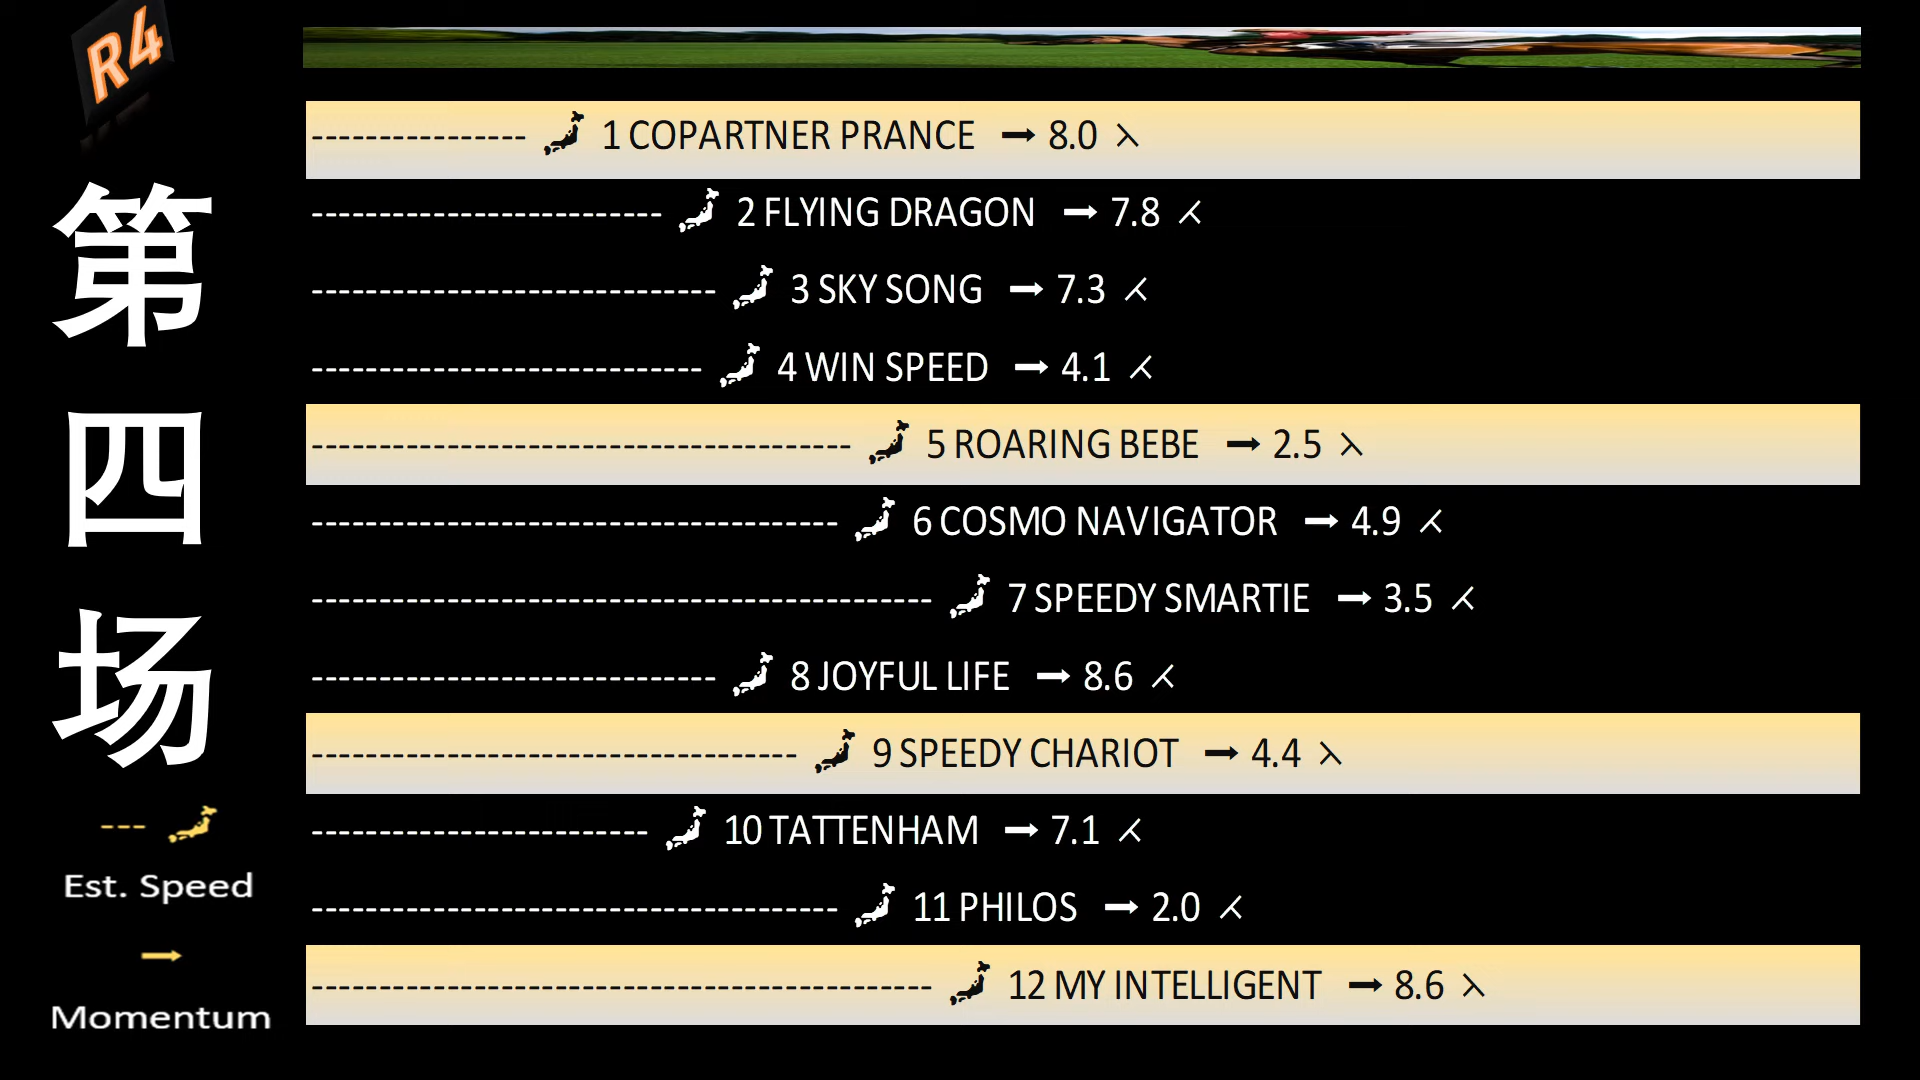 R4
第四场
---------------- 1 COPARTNER PRANCE ➞ 8.0 ⋋
-------------------------- 2 FLYING DRAGON ➞ 7.8 ⋌
------------------------------ 3 SKY SONG ➞ 7.3 ⋌
----------------------------- 4 WIN SPEED ➞ 4.1 ⋌
---------------------------------------- 5 ROARING BEBE ➞ 2.5 ⋋
--------------------------------------- 6 COSMO NAVIGATOR ➞ 4.9 ⋌
---------------------------------------------- 7 SPEEDY SMARTIE ➞ 3.5 ⋌
------------------------------ 8 JOYFUL LIFE ➞ 8.6 ⋌
------------------------------------ 9 SPEEDY CHARIOT ➞ 4.4 ⋋
------------------------- 10 TATTENHAM ➞ 7.1 ⋌
--------------------------------------- 11 PHILOS ➞ 2.0 ⋌
---------------------------------------------- 12 MY INTELLIGENT ➞ 8.6 ⋋
---
Est. Speed
➞
Momentum